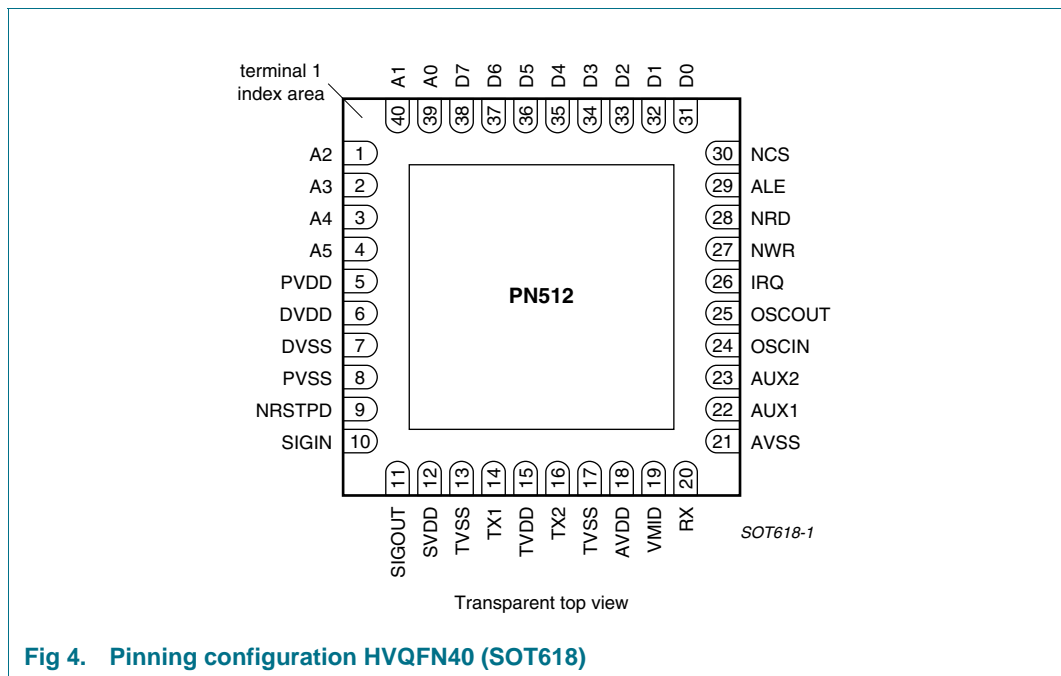 terminal 1
index area
A1 A0 D7 D6 D5 D4 D3 D2 D1 D0
40 39 38 37 36 35 34 33 32 31
A2 1 30 NCS
A3 2 29 ALE
A4 3 28 NRD
A5 4 27 NWR
PVDD 5 26 IRQ
PN512
DVDD 6 25 OSCOUT
DVSS 7 24 OSCIN
PVSS 8 23 AUX2
NRSTPD 9 22 AUX1
SIGIN 10 21 AVSS
11 12 13 14 15 16 17 18 19 20
SIGOUT SVDD TVSS TX1 TVDD TX2 TVSS AVDD VMID RX
SOT618-1
Transparent top view
Fig 4. Pinning configuration HVQFN40 (SOT618)